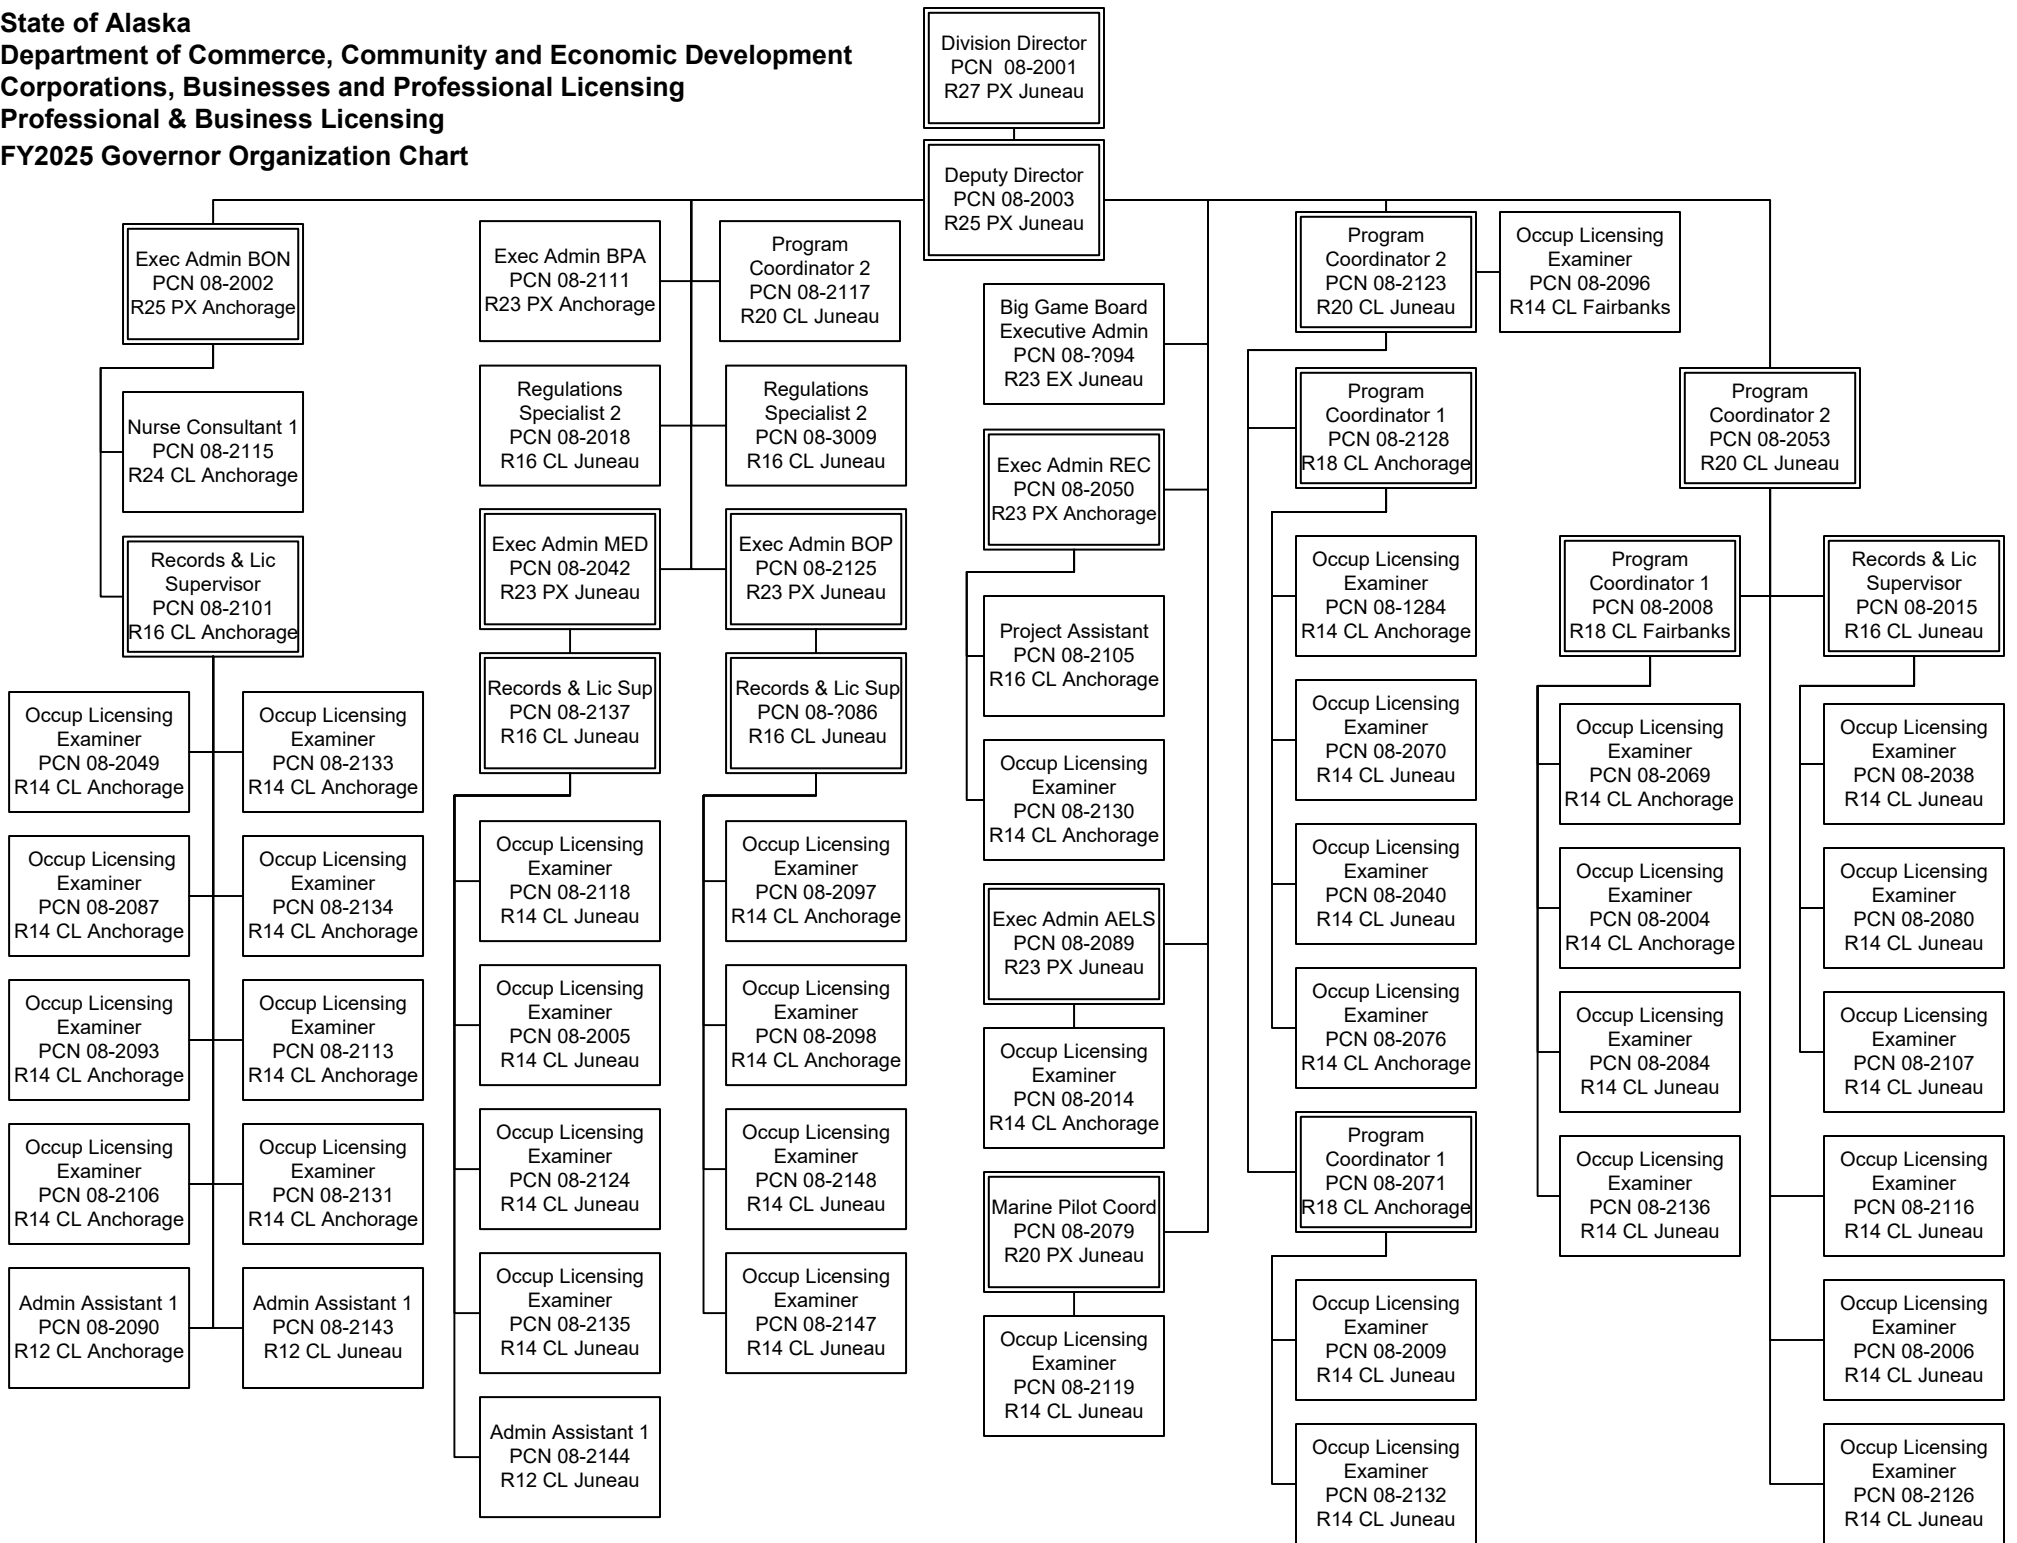 State of Alaska
Department of Commerce, Community and Economic Development
Corporations, Businesses and Professional Licensing
Professional & Business Licensing
FY2025 Governor Organization Chart
Division Director
PCN 08-2001
R27 PX Juneau
Deputy Director
PCN 08-2003
R25 PX Juneau
Exec Admin BON
PCN 08-2002
R25 PX Anchorage
Nurse Consultant 1
PCN 08-2115
R24 CL Anchorage
Records & Lic
Supervisor
PCN 08-2101
R16 CL Anchorage
Occup Licensing
Examiner
PCN 08-2049
R14 CL Anchorage
Occup Licensing
Examiner
PCN 08-2133
R14 CL Anchorage
Occup Licensing
Examiner
PCN 08-2087
R14 CL Anchorage
Occup Licensing
Examiner
PCN 08-2134
R14 CL Anchorage
Occup Licensing
Examiner
PCN 08-2093
R14 CL Anchorage
Occup Licensing
Examiner
PCN 08-2113
R14 CL Anchorage
Occup Licensing
Examiner
PCN 08-2106
R14 CL Anchorage
Occup Licensing
Examiner
PCN 08-2131
R14 CL Anchorage
Admin Assistant 1
PCN 08-2090
R12 CL Anchorage
Admin Assistant 1
PCN 08-2143
R12 CL Juneau
Exec Admin BPA
PCN 08-2111
R23 PX Anchorage
Program
Coordinator 2
PCN 08-2117
R20 CL Juneau
Regulations
Specialist 2
PCN 08-2018
R16 CL Juneau
Regulations
Specialist 2
PCN 08-3009
R16 CL Juneau
Exec Admin MED
PCN 08-2042
R23 PX Juneau
Exec Admin BOP
PCN 08-2125
R23 PX Juneau
Records & Lic Sup
PCN 08-2137
R16 CL Juneau
Records & Lic Sup
PCN 08-?086
R16 CL Juneau
Occup Licensing
Examiner
PCN 08-2118
R14 CL Juneau
Occup Licensing
Examiner
PCN 08-2005
R14 CL Juneau
Occup Licensing
Examiner
PCN 08-2124
R14 CL Juneau
Occup Licensing
Examiner
PCN 08-2135
R14 CL Juneau
Admin Assistant 1
PCN 08-2144
R12 CL Juneau
Occup Licensing
Examiner
PCN 08-2097
R14 CL Anchorage
Occup Licensing
Examiner
PCN 08-2098
R14 CL Anchorage
Occup Licensing
Examiner
PCN 08-2148
R14 CL Juneau
Occup Licensing
Examiner
PCN 08-2147
R14 CL Juneau
Big Game Board
Executive Admin
PCN 08-?094
R23 EX Juneau
Exec Admin REC
PCN 08-2050
R23 PX Anchorage
Project Assistant
PCN 08-2105
R16 CL Anchorage
Occup Licensing
Examiner
PCN 08-2130
R14 CL Anchorage
Exec Admin AELS
PCN 08-2089
R23 PX Juneau
Occup Licensing
Examiner
PCN 08-2014
R14 CL Anchorage
Marine Pilot Coord
PCN 08-2079
R20 PX Juneau
Occup Licensing
Examiner
PCN 08-2119
R14 CL Juneau
Program
Coordinator 2
PCN 08-2123
R20 CL Juneau
Occup Licensing
Examiner
PCN 08-2096
R14 CL Fairbanks
Program
Coordinator 1
PCN 08-2128
R18 CL Anchorage
Occup Licensing
Examiner
PCN 08-1284
R14 CL Anchorage
Occup Licensing
Examiner
PCN 08-2070
R14 CL Juneau
Occup Licensing
Examiner
PCN 08-2040
R14 CL Juneau
Occup Licensing
Examiner
PCN 08-2076
R14 CL Anchorage
Program
Coordinator 1
PCN 08-2071
R18 CL Anchorage
Occup Licensing
Examiner
PCN 08-2009
R14 CL Juneau
Occup Licensing
Examiner
PCN 08-2132
R14 CL Juneau
Program
Coordinator 2
PCN 08-2053
R20 CL Juneau
Program
Coordinator 1
PCN 08-2008
R18 CL Fairbanks
Occup Licensing
Examiner
PCN 08-2069
R14 CL Anchorage
Occup Licensing
Examiner
PCN 08-2004
R14 CL Anchorage
Occup Licensing
Examiner
PCN 08-2084
R14 CL Juneau
Occup Licensing
Examiner
PCN 08-2136
R14 CL Juneau
Records & Lic
Supervisor
PCN 08-2015
R16 CL Juneau
Occup Licensing
Examiner
PCN 08-2038
R14 CL Juneau
Occup Licensing
Examiner
PCN 08-2080
R14 CL Juneau
Occup Licensing
Examiner
PCN 08-2107
R14 CL Juneau
Occup Licensing
Examiner
PCN 08-2116
R14 CL Juneau
Occup Licensing
Examiner
PCN 08-2006
R14 CL Juneau
Occup Licensing
Examiner
PCN 08-2126
R14 CL Juneau